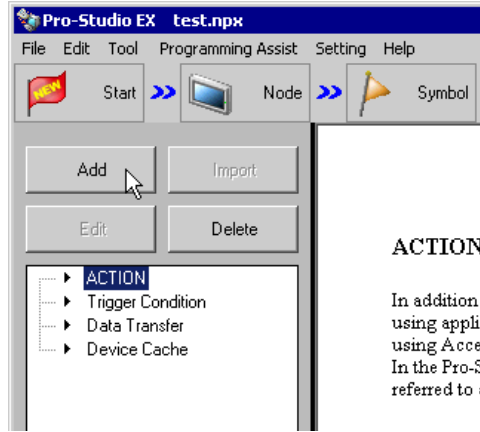 Pro-Studio EX test.npx
File Edit Tool Programming Assist Setting Help
NEW Start Node Symbol
Add Import
Edit Delete
ACTION
Trigger Condition
Data Transfer
Device Cache
ACTION
In addition
using appli
using Acce
In the Pro-S
referred to